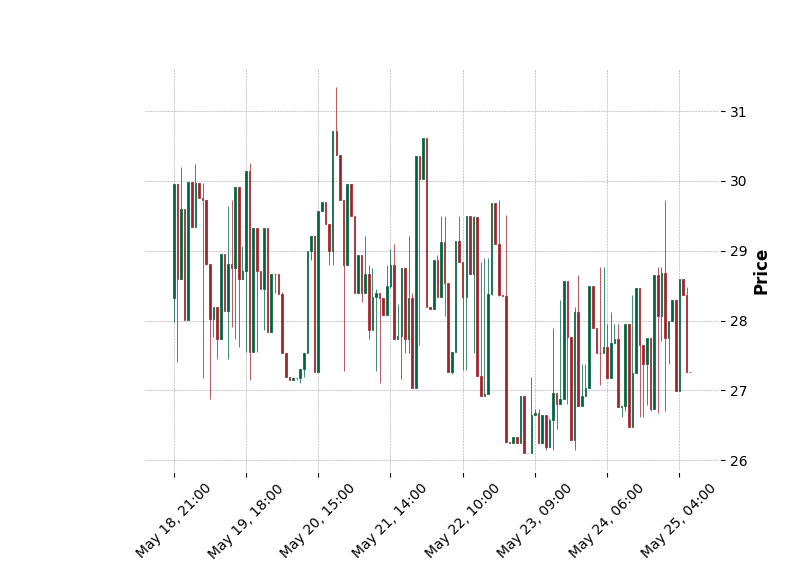 31
30
29
28
27
26
Price
May 18, 21:00
May 19, 18:00
May 20, 15:00
May 21, 14:00
May 22, 10:00
May 23, 09:00
May 24, 06:00
May 25, 04:00